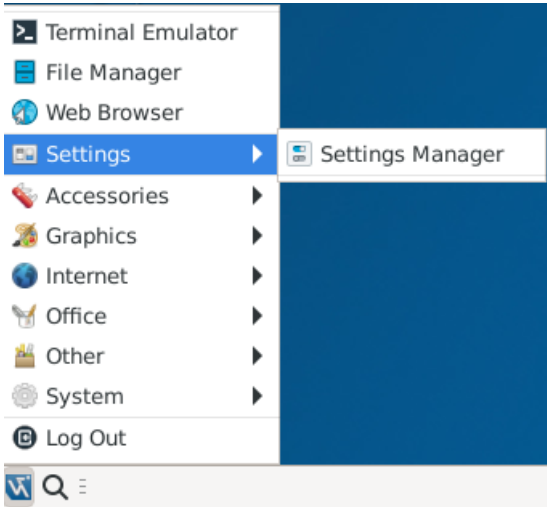 Terminal Emulator
File Manager
Web Browser
Settings
Settings Manager
Accessories
Graphics
Internet
Office
Other
System
Log Out